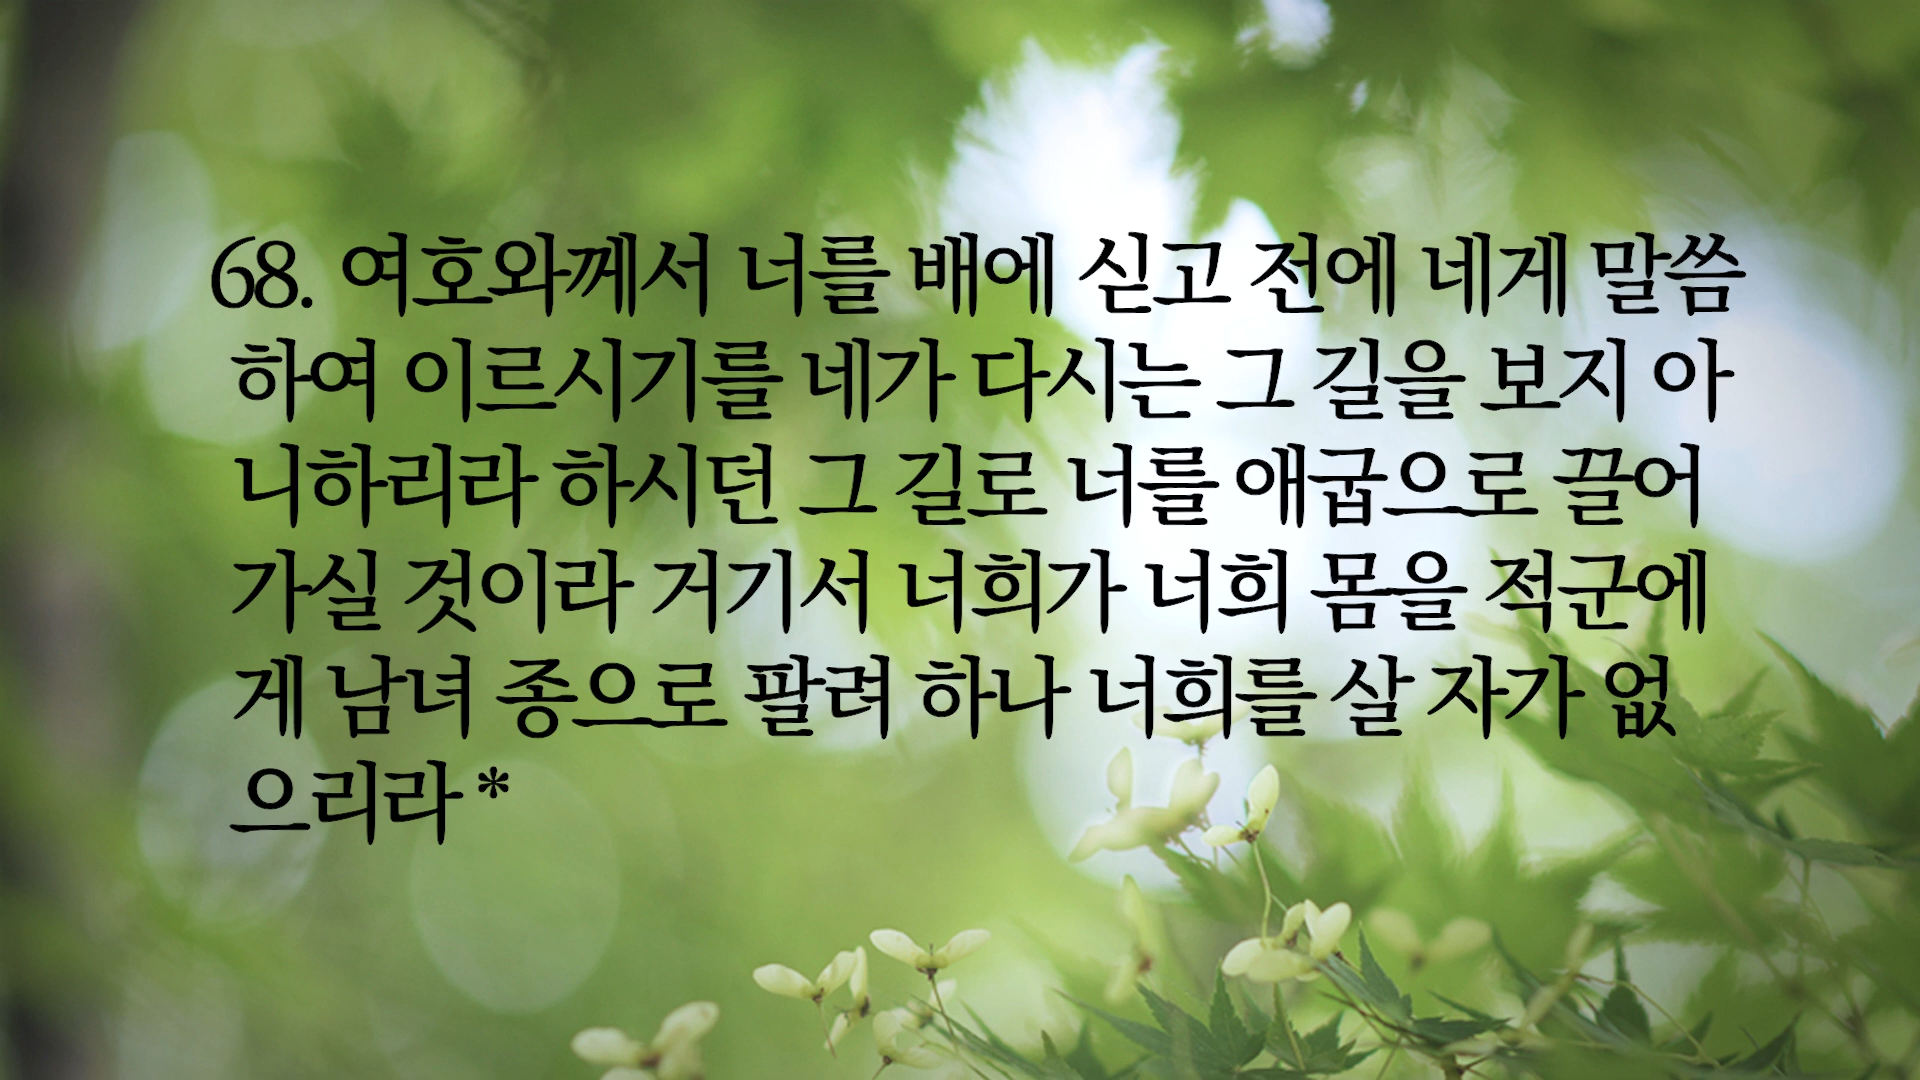 68. 여호와께서 너를 배에 싣고 전에 네게 말씀
하여 이르시기를 네가 다시는 그 길을 보지 아
니하리라 하시던 그 길로 너를 애굽으로 끌어
가실 것이라 거기서 너희가 너희 몸을 적군에
게 남녀 종으로 팔려 하나 너희를 살 자가 없
으리라 *